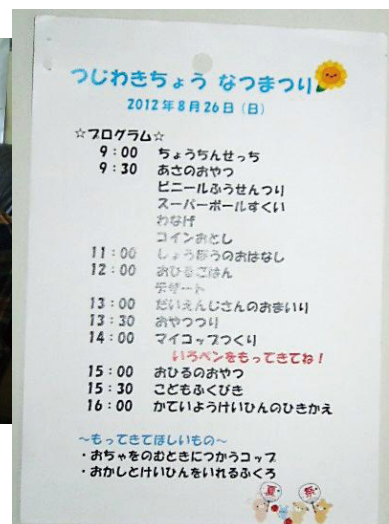 つじわきちょう なつまつり
2012年8月26日（日）
☆プログラム☆
9：00 ちょうちんせっち
9：30 あさのおやつ
ビニールふうせんつり
スーパーボールすくい
わなげ
コインおとし
11：00 しょうぼうのおはなし
12：00 おひるごはん
デザート
13：00 だいえんじさんのおまいり
13：30 おやつつり
14：00 マイコップつくり
いろペンをもってきてね！
15：00 おひるのおやつ
15：30 こどもふくびき
16：00 かていようけいひんのひきかえ
～もってきてほしいもの～
・おちゃをのむときにつかうコップ
・おかしとけいひんをいれるふくろ
夏 祭